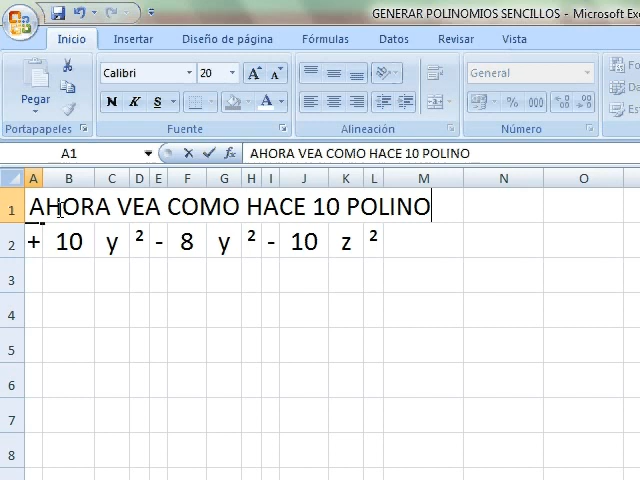 GENERAR POLINOMIOS SENCILLOS - Microsoft Ex
Inicio Insertar Diseño de página Fórmulas Datos Revisar Vista
Pegar
Calibri 20 A A
N K S A
General
% 000
Portapapeles Fuente Alineación Número
A1 fx AHORA VEA COMO HACE 10 POLINO
A B C D E F G H I J K L M N O
1 AHORA VEA COMO HACE 10 POLINO
2 + 10 y ² - 8 y ² - 10 z ²
3
4
5
6
7
8